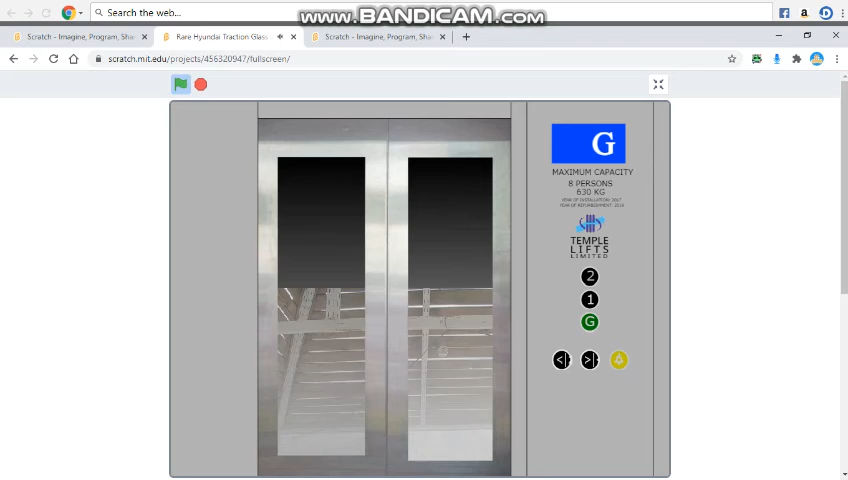 Search the web...
www.BANDICAM.com
Scratch - Imagine, Program, Sha
Rare Hyundai Traction Glass
Scratch - Imagine, Program, Sha
scratch.mit.edu/projects/456320947/fullscreen/
G
MAXIMUM CAPACITY
8 PERSONS
630 KG
TEMPLE
LIFTS
LIMITED
2
1
G